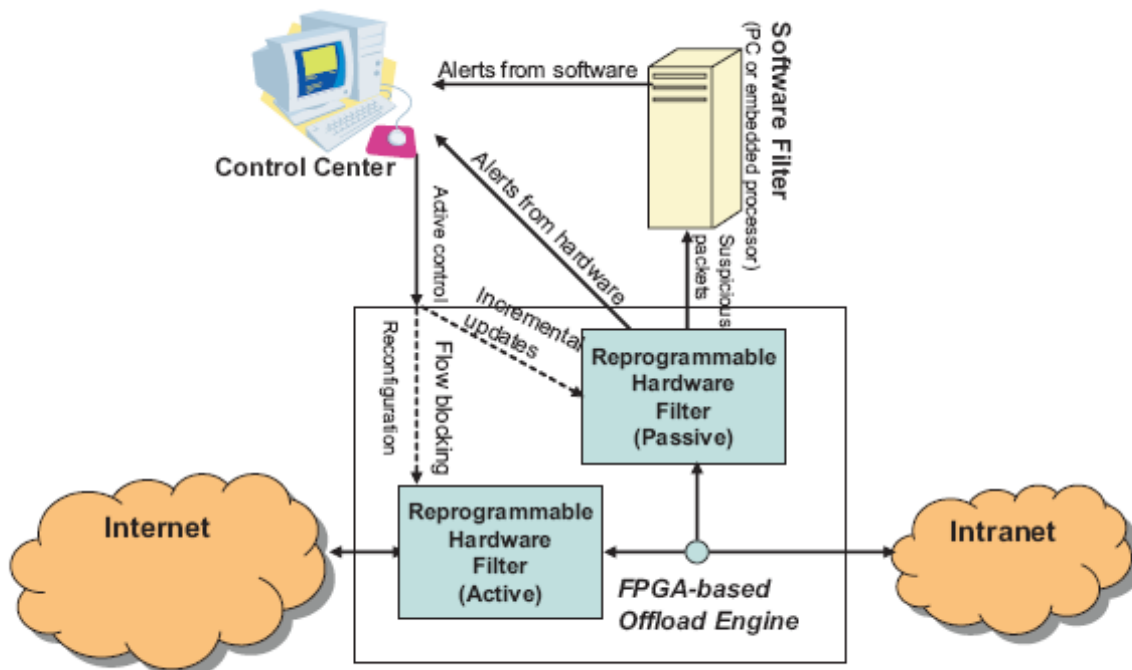 Software Filter
(PC or embedded processor)
Alerts from software
Control Center
Alerts from hardware
Active control
Suspicious
packets
Incremental
updates
Reconfiguration
Flow blocking
Reprogrammable
Hardware
Filter
(Passive)
Internet
Reprogrammable
Hardware
Filter
(Active)
Intranet
FPGA-based
Offload Engine